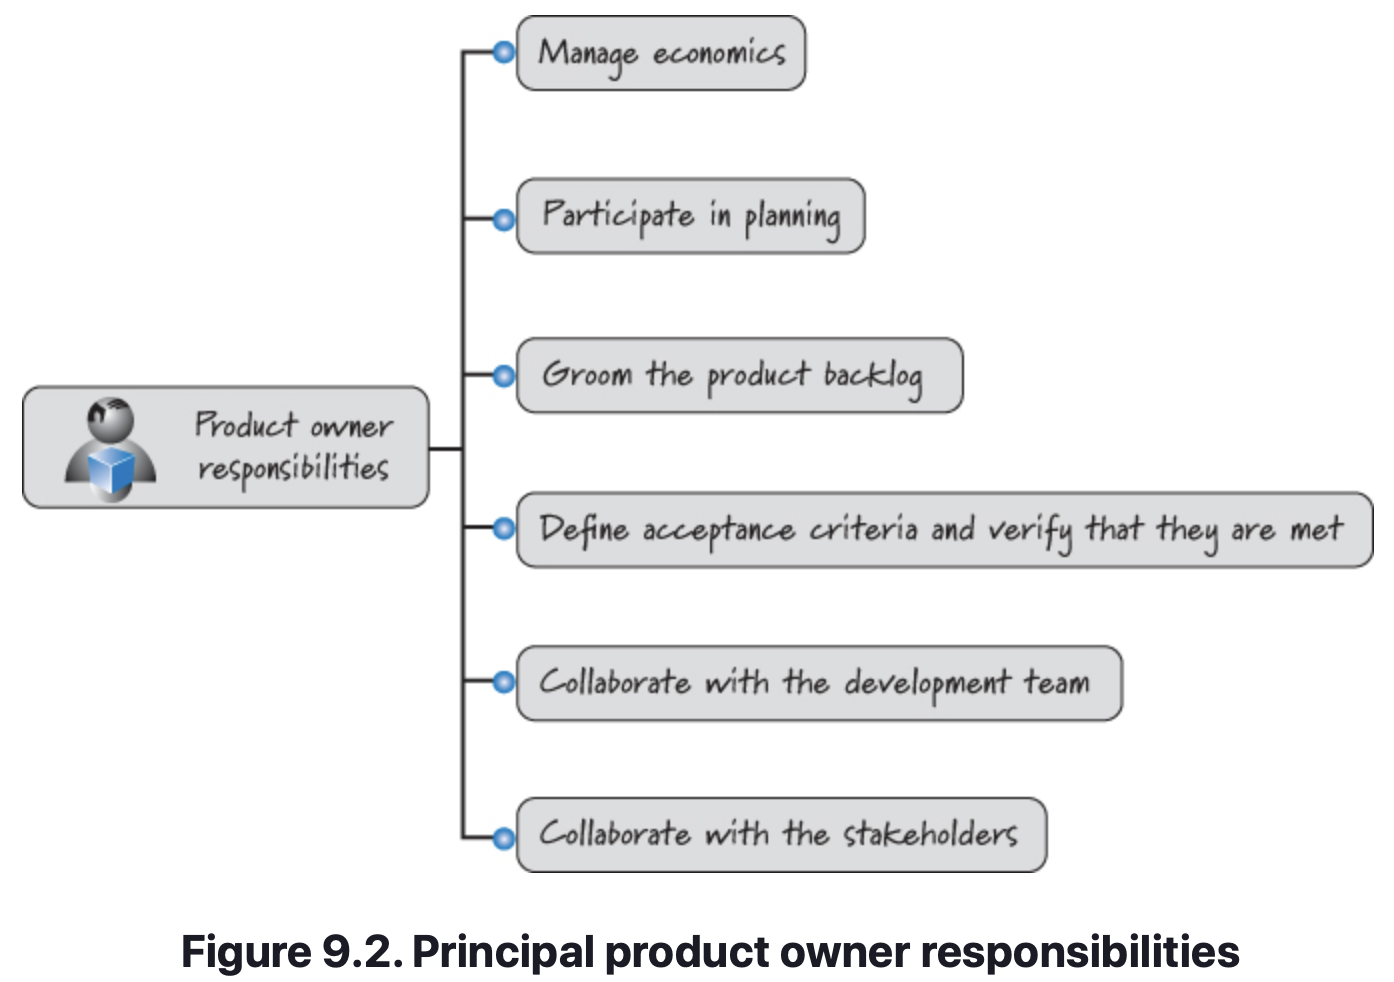 Manage economics
Participate in planning
Groom the product backlog
Product owner
responsibilities
Define acceptance criteria and verify that they are met
Collaborate with the development team
Collaborate with the stakeholders
Figure 9.2. Principal product owner responsibilities